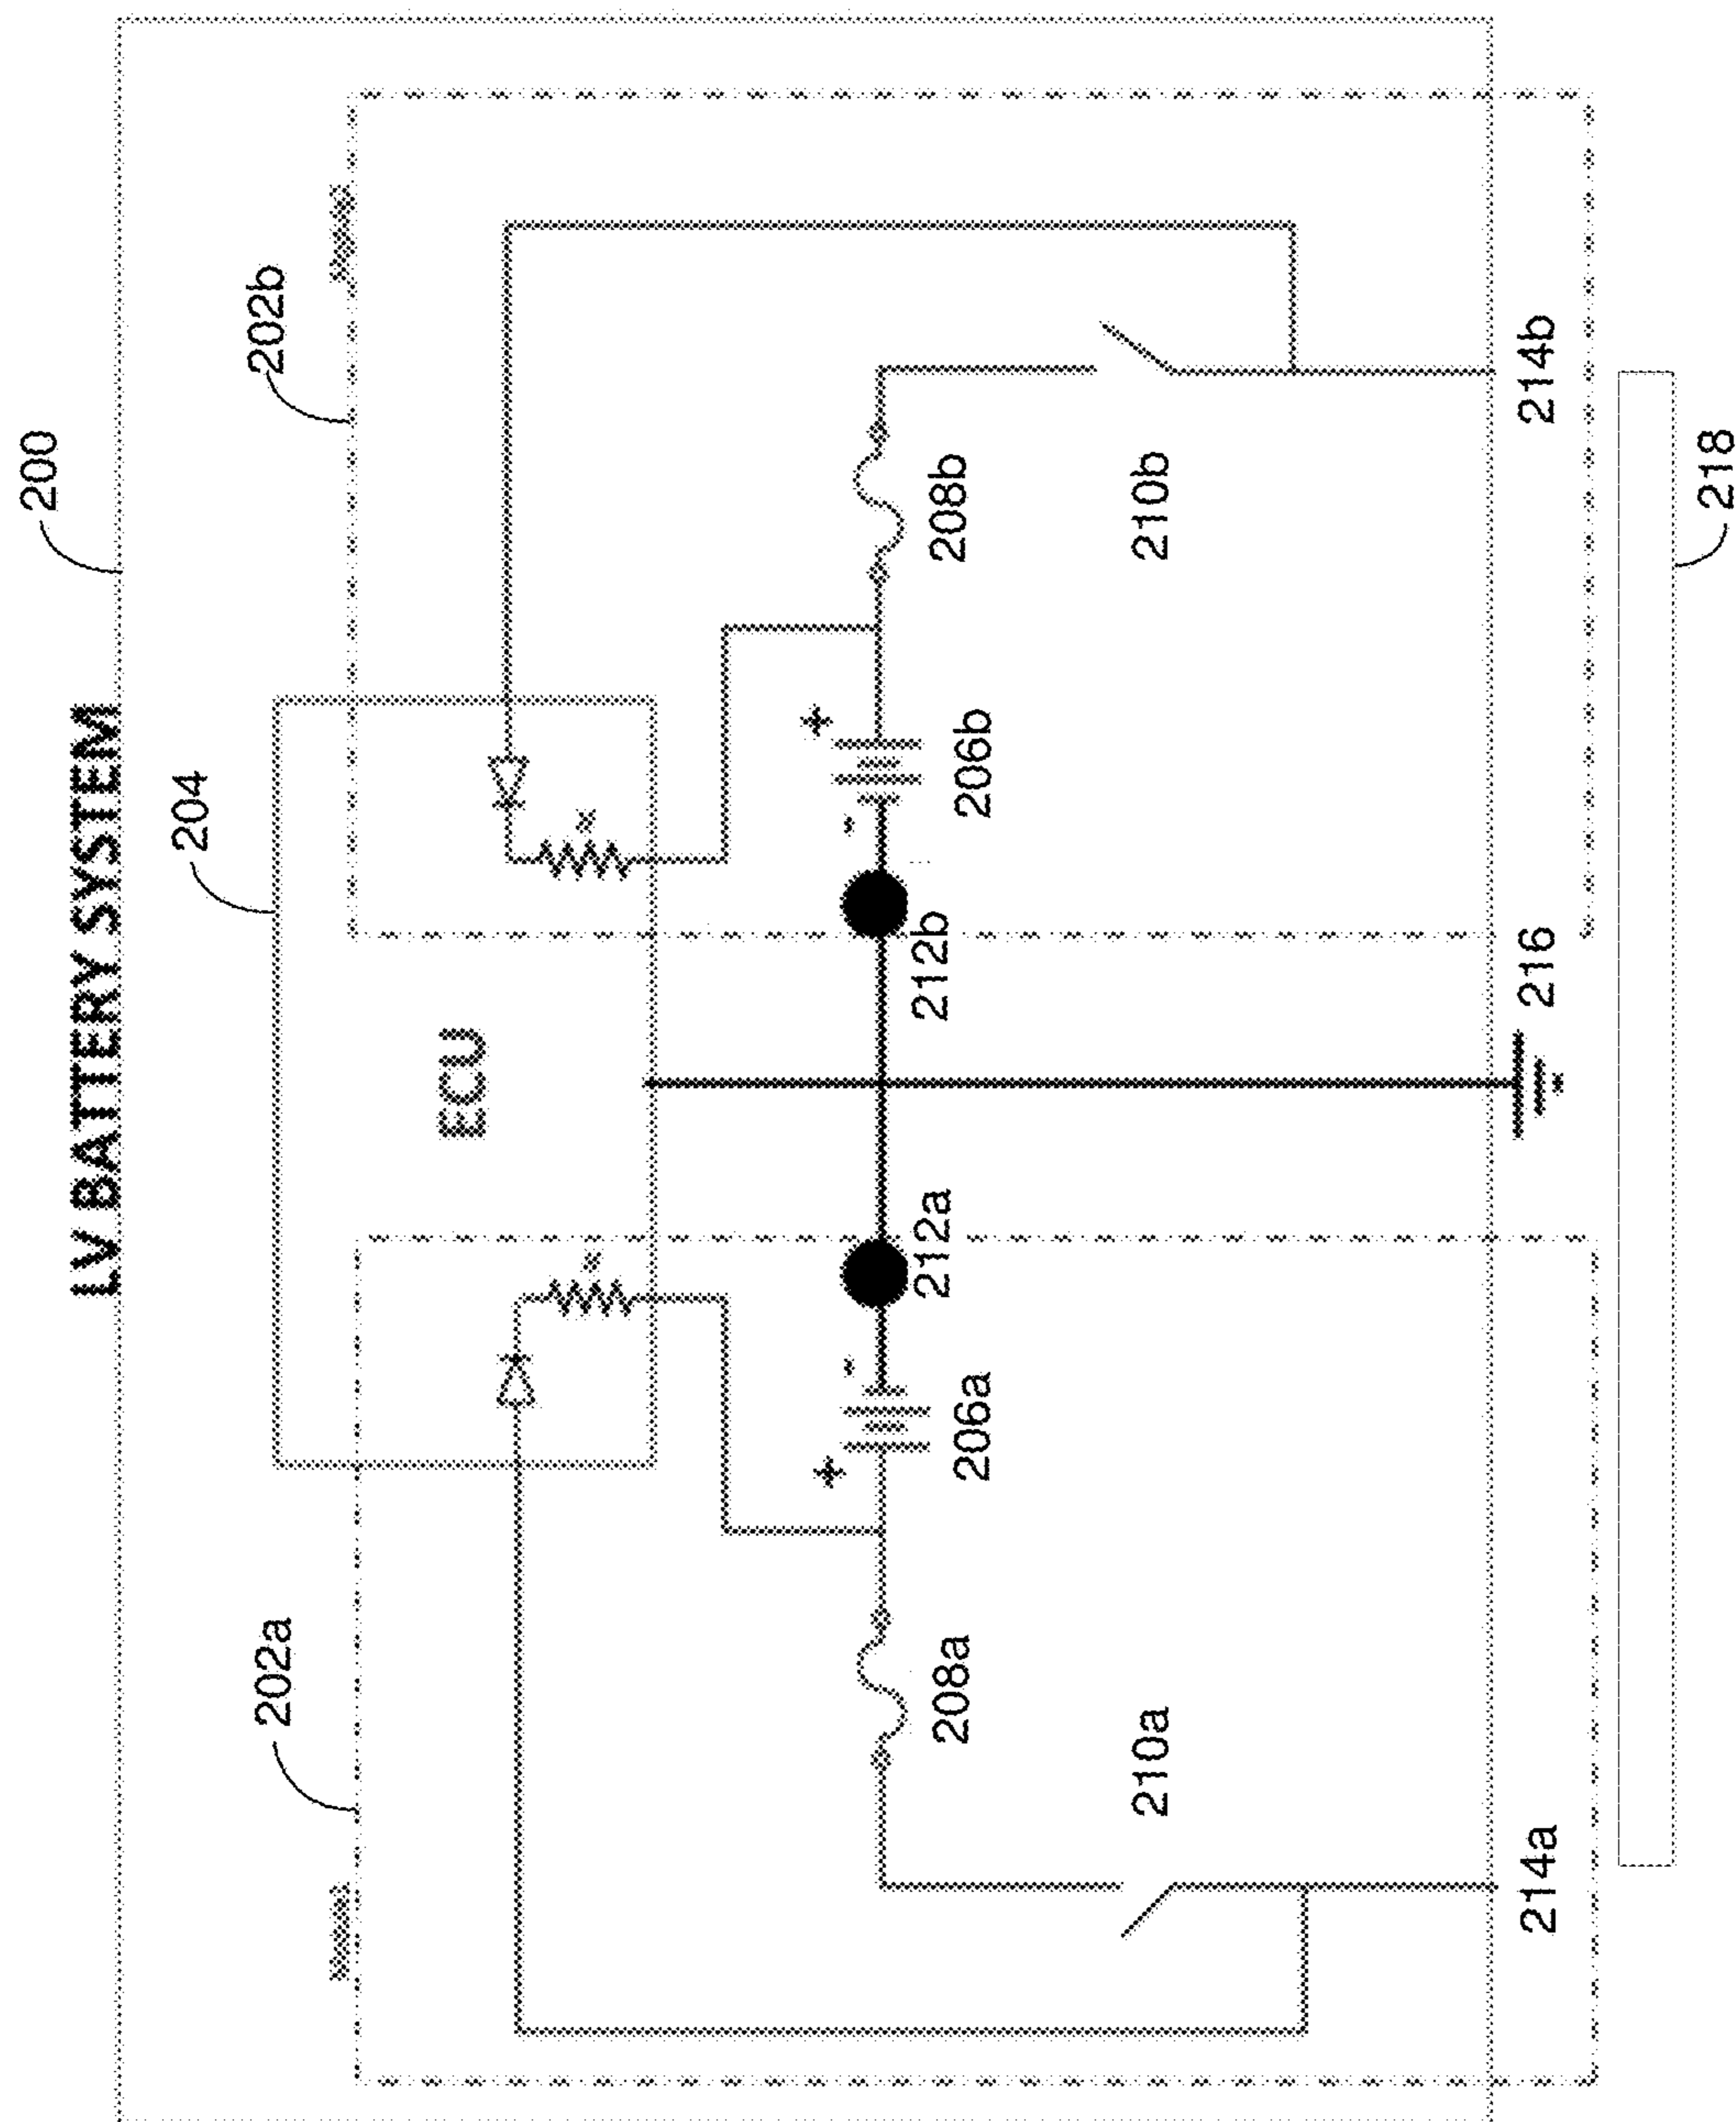 200
LV BATTERY SYSTEM
204
202a
202b
ECU
R
R
+
-
-
+
206a
212a
212b
206b
208a
208b
210a
210b
214a
216
214b
218